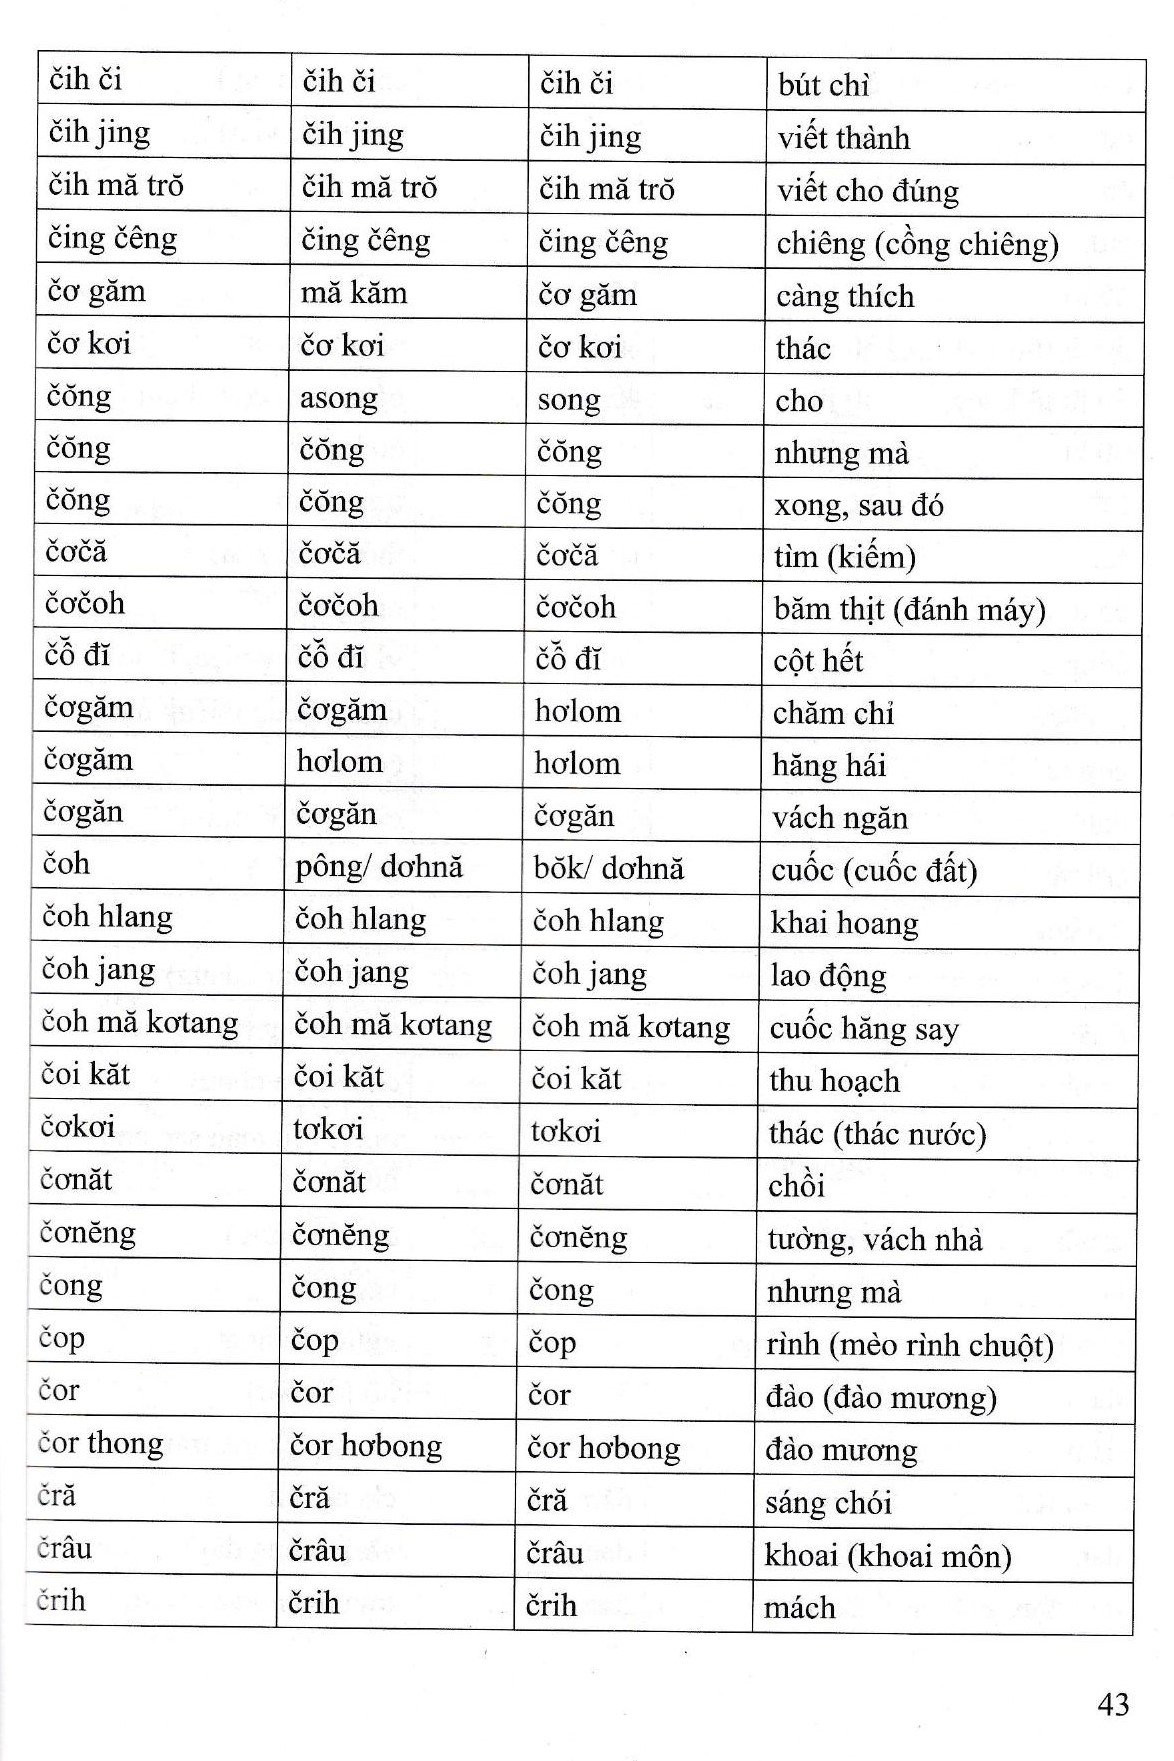 čih či čih či čih či bút chì
čih jing čih jing čih jing viết thành
čih mă trŏ čih mă trŏ čih mă trŏ viết cho đúng
čing čêng čing čêng čing čêng chiêng (cồng chiêng)
čơ găm mă kăm čơ găm càng thích
čơ kơi čơ kơi čơ kơi thác
čŏng asong song cho
čŏng čŏng čŏng nhưng mà
čŏng čŏng čŏng xong, sau đó
čơčă čơčă čơčă tìm (kiếm)
čơčoh čơčoh čơčoh băm thịt (đánh máy)
čô̆ đĭ čô̆ đĭ čô̆ đĭ cột hết
čơgăm čơgăm hơlom chăm chỉ
čơgăm hơlom hơlom hăng hái
čơgăn čơgăn čơgăn vách ngăn
čoh pông/ dơhnă bŏk/ dơhnă cuốc (cuốc đất)
čoh hlang čoh hlang čoh hlang khai hoang
čoh jang čoh jang čoh jang lao động
čoh mă kơtang čoh mă kơtang čoh mă kơtang cuốc hăng say
čoi kăt čoi kăt čoi kăt thu hoạch
čơkơi tơkơi tơkơi thác (thác nước)
čơnăt čơnăt čơnăt chồi
čơnĕng čơnĕng čơnĕng tường, vách nhà
čong čong čong nhưng mà
čop čop čop rình (mèo rình chuột)
čor čor čor đào (đào mương)
čor thong čor hơbong čor hơbong đào mương
čră čră čră sáng chói
črâu črâu črâu khoai (khoai môn)
črih črih črih mách
43